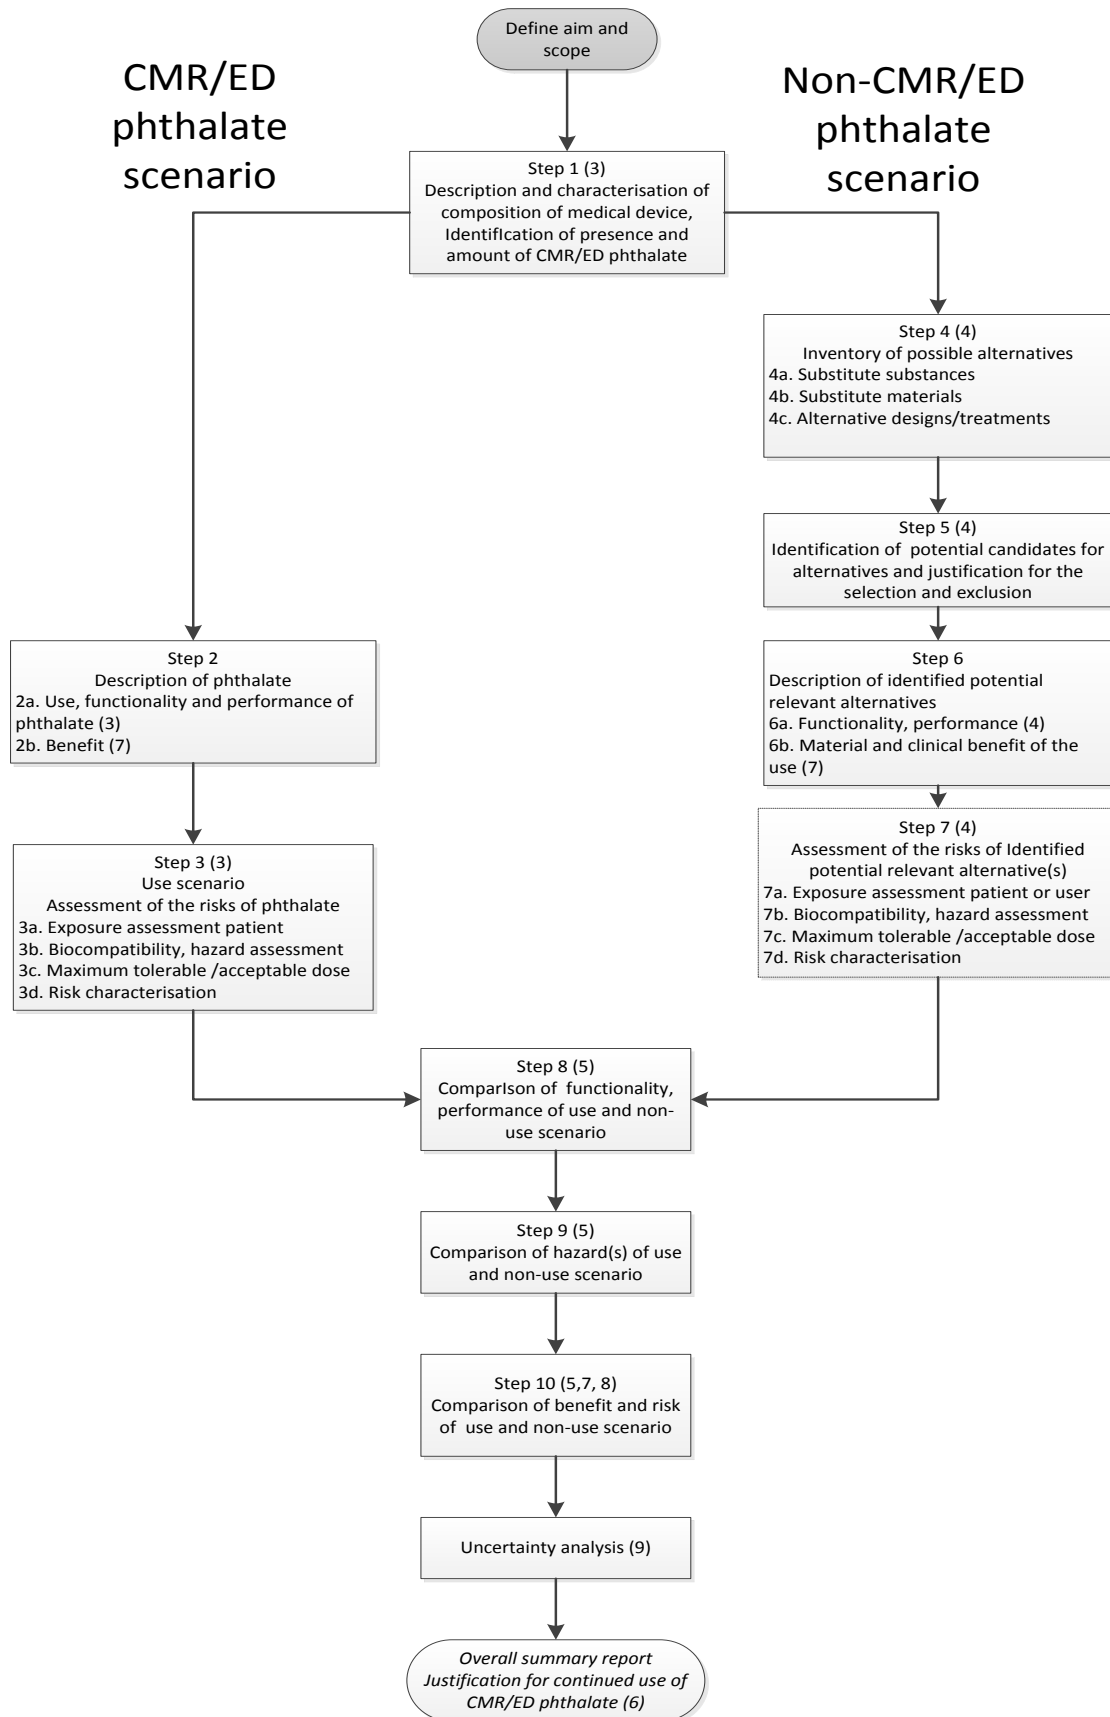 Define aim and
scope
CMR/ED
phthalate
scenario
Non-CMR/ED
phthalate
scenario
Step 1 (3)
Description and characterisation of
composition of medical device,
Identification of presence and
amount of CMR/ED phthalate
Step 4 (4)
Inventory of possible alternatives
4a. Substitute substances
4b. Substitute materials
4c. Alternative designs/treatments
Step 5 (4)
Identification of potential candidates for
alternatives and justification for the
selection and exclusion
Step 2
Description of phthalate
2a. Use, functionality and performance of
phthalate (3)
2b. Benefit (7)
Step 6
Description of identified potential
relevant alternatives
6a. Functionality, performance (4)
6b. Material and clinical benefit of the
use (7)
Step 3 (3)
Use scenario
Assessment of the risks of phthalate
3a. Exposure assessment patient
3b. Biocompatibility, hazard assessment
3c. Maximum tolerable /acceptable dose
3d. Risk characterisation
Step 7 (4)
Assessment of the risks of Identified
potential relevant alternative(s)
7a. Exposure assessment patient or user
7b. Biocompatibility, hazard assessment
7c. Maximum tolerable /acceptable dose
7d. Risk characterisation
Step 8 (5)
Comparison of functionality,
performance of use and non-
use scenario
Step 9 (5)
Comparison of hazard(s) of use
and non-use scenario
Step 10 (5,7, 8)
Comparison of benefit and risk
of use and non-use scenario
Uncertainty analysis (9)
Overall summary report
Justification for continued use of
CMR/ED phthalate (6)